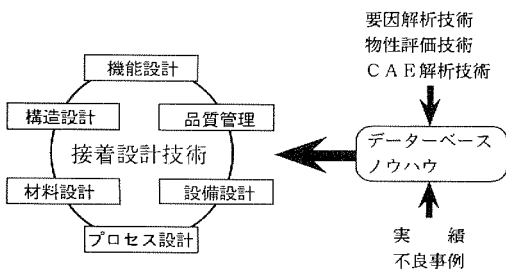 要因解析技術
物性評価技術
ＣＡＥ解析技術
機能設計
構造設計
品質管理
接着設計技術
データーベース
ノウハウ
材料設計
設備設計
プロセス設計
実　　績
不良事例